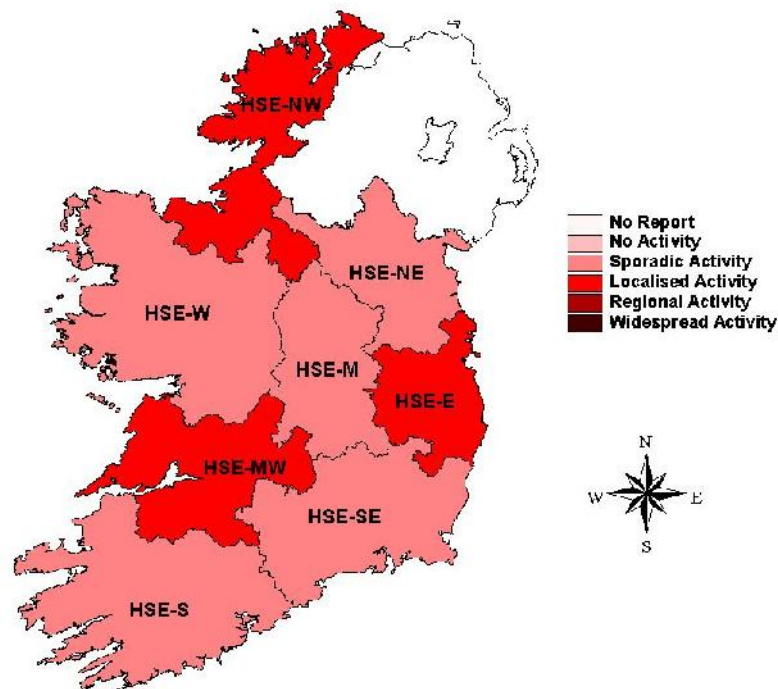 HSE-NW
No Report
No Activity
Sporadic Activity
Localised Activity
Regional Activity
Widespread Activity
HSE-NE
HSE-W
HSE-M
HSE-E
HSE-MW
HSE-SE
HSE-S
N
W E
S